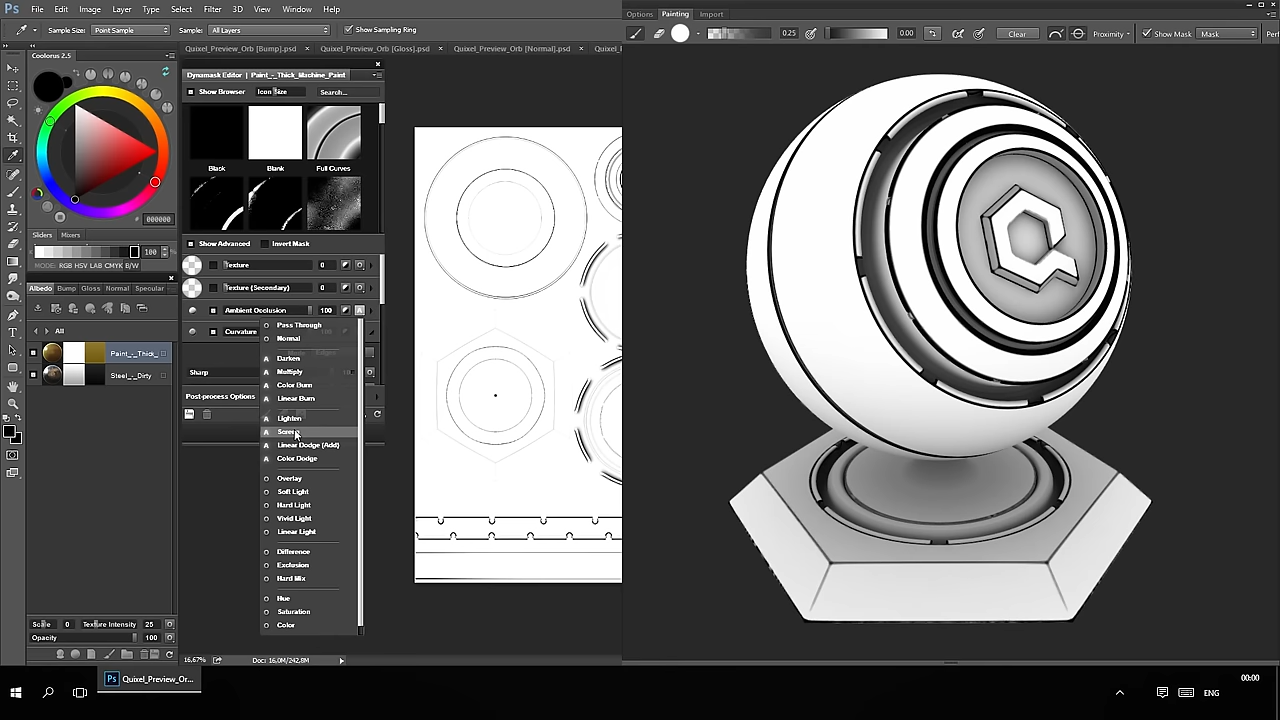 Ps File Edit Image Layer Type Select Filter 3D View Window Help
Sample Size: Point Sample Sample: All Layers Show Sampling Ring
Quixel_Preview_Orb [Bump].psd × Quixel_Preview_Orb [Gloss].psd × Quixel_Preview_Orb [Normal].psd × Quixel_
Options Painting Import
0.25 0.00 Clear Proximity Show Mask Mask Perf
Coolorus 2.5
# 000000
Sliders Mixers
100
MODE: RGB HSV LAB CMYK B/W
Albedo Bump Gloss Normal Specular
All
Paint_-_Thick_
Steel_-_Dirty
Scale 0 Texture Intensity 25
Opacity 100
Dynamask Editor | Paint_-_Thick_Machine_Paint
Show Browser Icon Size Search...
Black Blank Full Curves
Show Advanced Invert Mask
Texture 0
Texture (Secondary) 0
Ambient Occlusion 100
Curvature
Sharp
Post-process Options
Pass Through
Normal
Darken
Multiply
Color Burn
Linear Burn
Lighten
Screen
Linear Dodge (Add)
Color Dodge
Overlay
Soft Light
Hard Light
Vivid Light
Linear Light
Difference
Exclusion
Hard Mix
Hue
Saturation
Color
16.67% Doc: 16.0M/242.8M
Ps Quixel_Preview_Or...
ENG
00:00